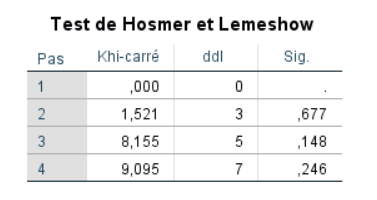 Test de Hosmer et Lemeshow
Pas Khi-carré ddl Sig.
1 ,000 0 .
2 1,521 3 ,677
3 8,155 5 ,148
4 9,095 7 ,246